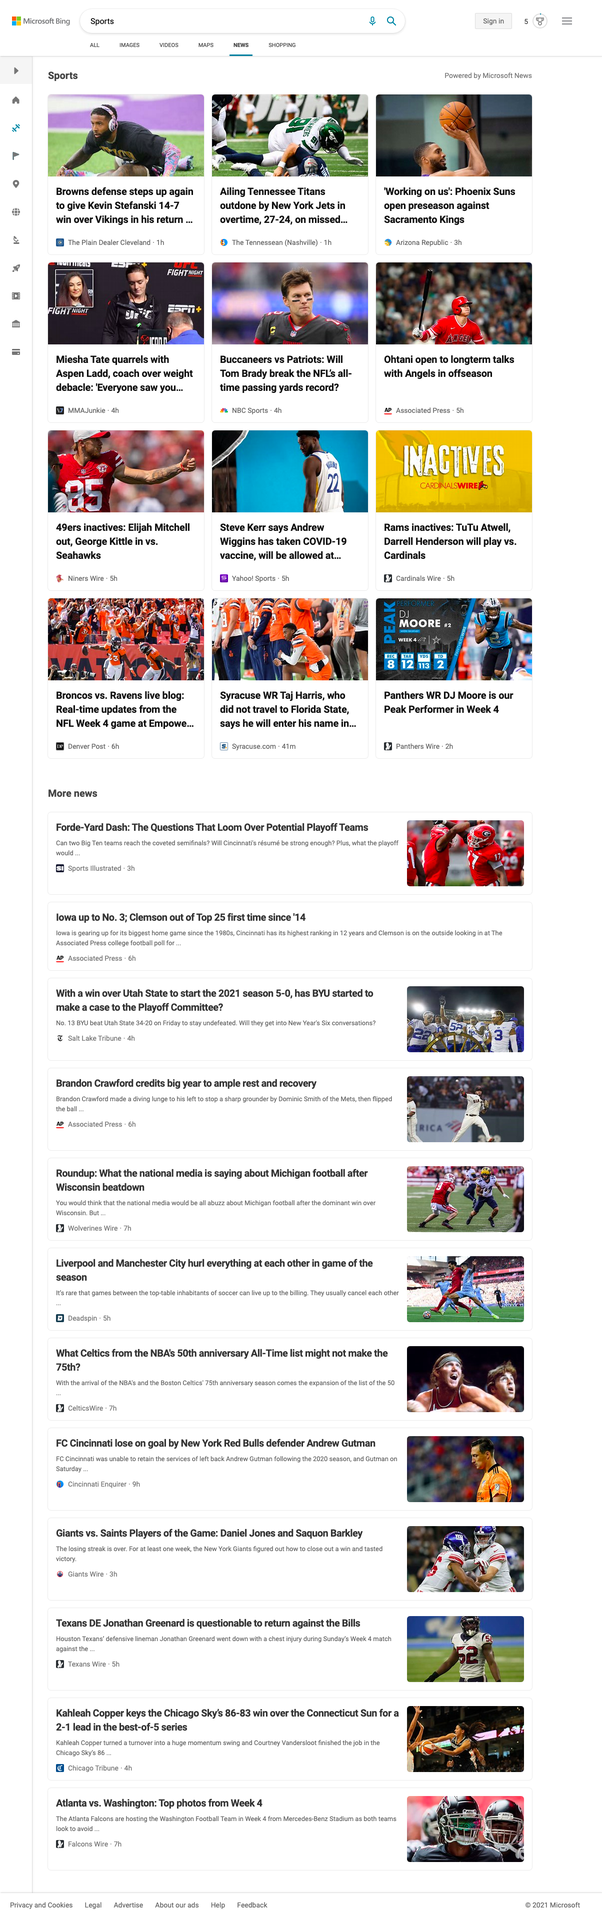 Microsoft Bing
Sports
Sign in
5
ALL
IMAGES
VIDEOS
MAPS
NEWS
SHOPPING
Sports
Powered by Microsoft News
Browns defense steps up again
to give Kevin Stefanski 14-7
win over Vikings in his return ...
The Plain Dealer Cleveland · 1h
Ailing Tennessee Titans
outdone by New York Jets in
overtime, 27-24, on missed...
The Tennessean (Nashville) · 1h
'Working on us': Phoenix Suns
open preseason against
Sacramento Kings
Arizona Republic · 3h
ESPN+
FIGHT NIGHT
FIGHT NIGHT
ESPN+
Miesha Tate quarrels with
Aspen Ladd, coach over weight
debacle: 'Everyone saw you...
MMAJunkie · 4h
Buccaneers vs Patriots: Will
Tom Brady break the NFL's all-
time passing yards record?
NBC Sports · 4h
Ohtani open to longterm talks
with Angels in offseason
AP
Associated Press · 5h
85
49ers inactives: Elijah Mitchell
out, George Kittle in vs.
Seahawks
Niners Wire · 5h
22
Steve Kerr says Andrew
Wiggins has taken COVID-19
vaccine, will be allowed at...
Yahoo! Sports · 5h
INACTIVES
CARDINALSWIRE
Rams inactives: TuTu Atwell,
Darrell Henderson will play vs.
Cardinals
Cardinals Wire · 5h
Broncos vs. Ravens live blog:
Real-time updates from the
NFL Week 4 game at Empowe...
Denver Post · 6h
Syracuse WR Taj Harris, who
did not travel to Florida State,
says he will enter his name in...
Syracuse.com · 41m
PEAK
DJ
MOORE #2
WEEK 4
REC
TAR
YDS
TD
8
12
113
2
Panthers WR DJ Moore is our
Peak Performer in Week 4
Panthers Wire · 2h
More news
Forde-Yard Dash: The Questions That Loom Over Potential Playoff Teams
Can two Big Ten teams reach the coveted semifinals? Will Cincinnati's résumé be strong enough? Plus, what the playoff
would ...
Sports Illustrated · 3h
17
Iowa up to No. 3; Clemson out of Top 25 first time since '14
Iowa is gearing up for its biggest home game since the 1980s, Cincinnati has its highest ranking in 12 years and Clemson is on the outside looking in at The
Associated Press college football poll for ...
AP
Associated Press · 6h
With a win over Utah State to start the 2021 season 5-0, has BYU started to
make a case to the Playoff Committee?
No. 13 BYU beat Utah State 34-20 on Friday to stay undefeated. Will they get into New Year's Six conversations?
Salt Lake Tribune · 4h
22
52
3
Brandon Crawford credits big year to ample rest and recovery
Brandon Crawford made a diving lunge to his left to stop a sharp grounder by Dominic Smith of the Mets, then flipped
the ball ...
AP
Associated Press · 6h
Roundup: What the national media is saying about Michigan football after
Wisconsin beatdown
You would think that the national media would be all abuzz about Michigan football after the dominant win over
Wisconsin. But ...
Wolverines Wire · 7h
Liverpool and Manchester City hurl everything at each other in game of the
season
It's rare that games between the top-table inhabitants of soccer can live up to the billing. They usually cancel each other
...
Deadspin · 5h
What Celtics from the NBA's 50th anniversary All-Time list might not make the
75th?
With the arrival of the NBA's and the Boston Celtics' 75th anniversary season comes the expansion of the list of the 50
...
CelticsWire · 7h
FC Cincinnati lose on goal by New York Red Bulls defender Andrew Gutman
FC Cincinnati was unable to retain the services of left back Andrew Gutman following the 2020 season, and Gutman on
Saturday ...
Cincinnati Enquirer · 9h
Giants vs. Saints Players of the Game: Daniel Jones and Saquon Barkley
The losing streak is over. For at least one week, the New York Giants figured out how to close out a win and tasted
victory.
Giants Wire · 3h
Texans DE Jonathan Greenard is questionable to return against the Bills
Houston Texans' defensive lineman Jonathan Greenard went down with a chest injury during Sunday's Week 4 match
against the ...
Texans Wire · 5h
52
Kahleah Copper keys the Chicago Sky's 86-83 win over the Connecticut Sun for a
2-1 lead in the best-of-5 series
Kahleah Copper turned a turnover into a huge momentum swing and Courtney Vandersloot finished the job in the
Chicago Sky's 86 ...
Chicago Tribune · 4h
Atlanta vs. Washington: Top photos from Week 4
The Atlanta Falcons are hosting the Washington Football Team in Week 4 from Mercedes-Benz Stadium as both teams
look to avoid ...
Falcons Wire · 7h
Privacy and Cookies
Legal
Advertise
About our ads
Help
Feedback
© 2021 Microsoft